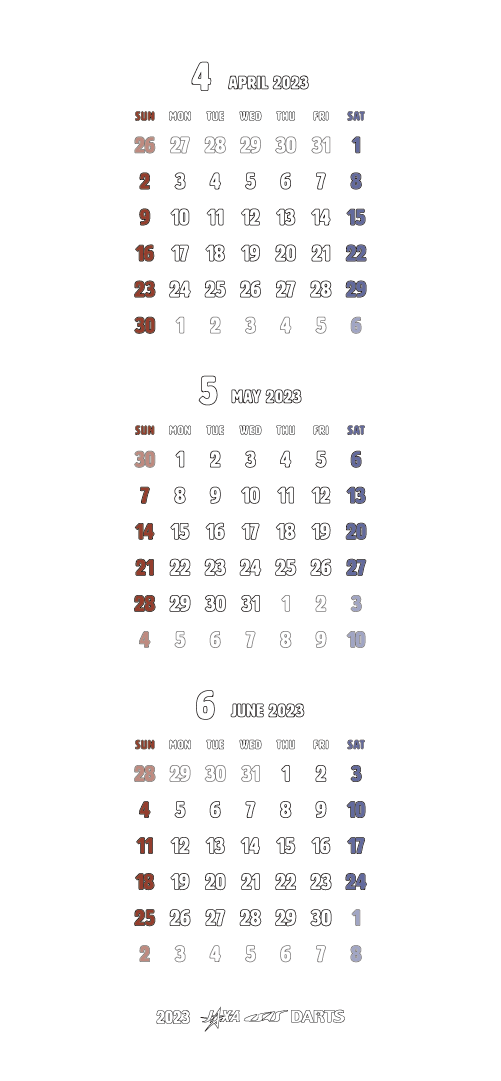 4 APRIL 2023
SUN MON TUE WED THU FRI SAT
26 27 28 29 30 31 1
2 3 4 5 6 7 8
9 10 11 12 13 14 15
16 17 18 19 20 21 22
23 24 25 26 27 28 29
30 1 2 3 4 5 6
5 MAY 2023
SUN MON TUE WED THU FRI SAT
30 1 2 3 4 5 6
7 8 9 10 11 12 13
14 15 16 17 18 19 20
21 22 23 24 25 26 27
28 29 30 31 1 2 3
4 5 6 7 8 9 10
6 JUNE 2023
SUN MON TUE WED THU FRI SAT
28 29 30 31 1 2 3
4 5 6 7 8 9 10
11 12 13 14 15 16 17
18 19 20 21 22 23 24
25 26 27 28 29 30 1
2 3 4 5 6 7 8
2023 JAXA DARTS